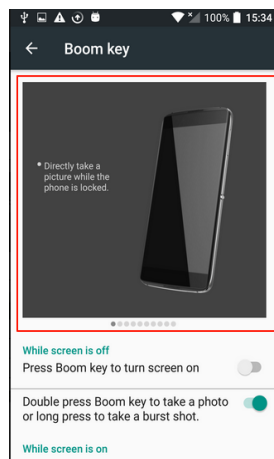 100% 15:34
Boom key
Directly take a
picture while the
phone is locked.
While screen is off
Press Boom key to turn screen on
Double press Boom key to take a photo
or long press to take a burst shot.
While screen is on